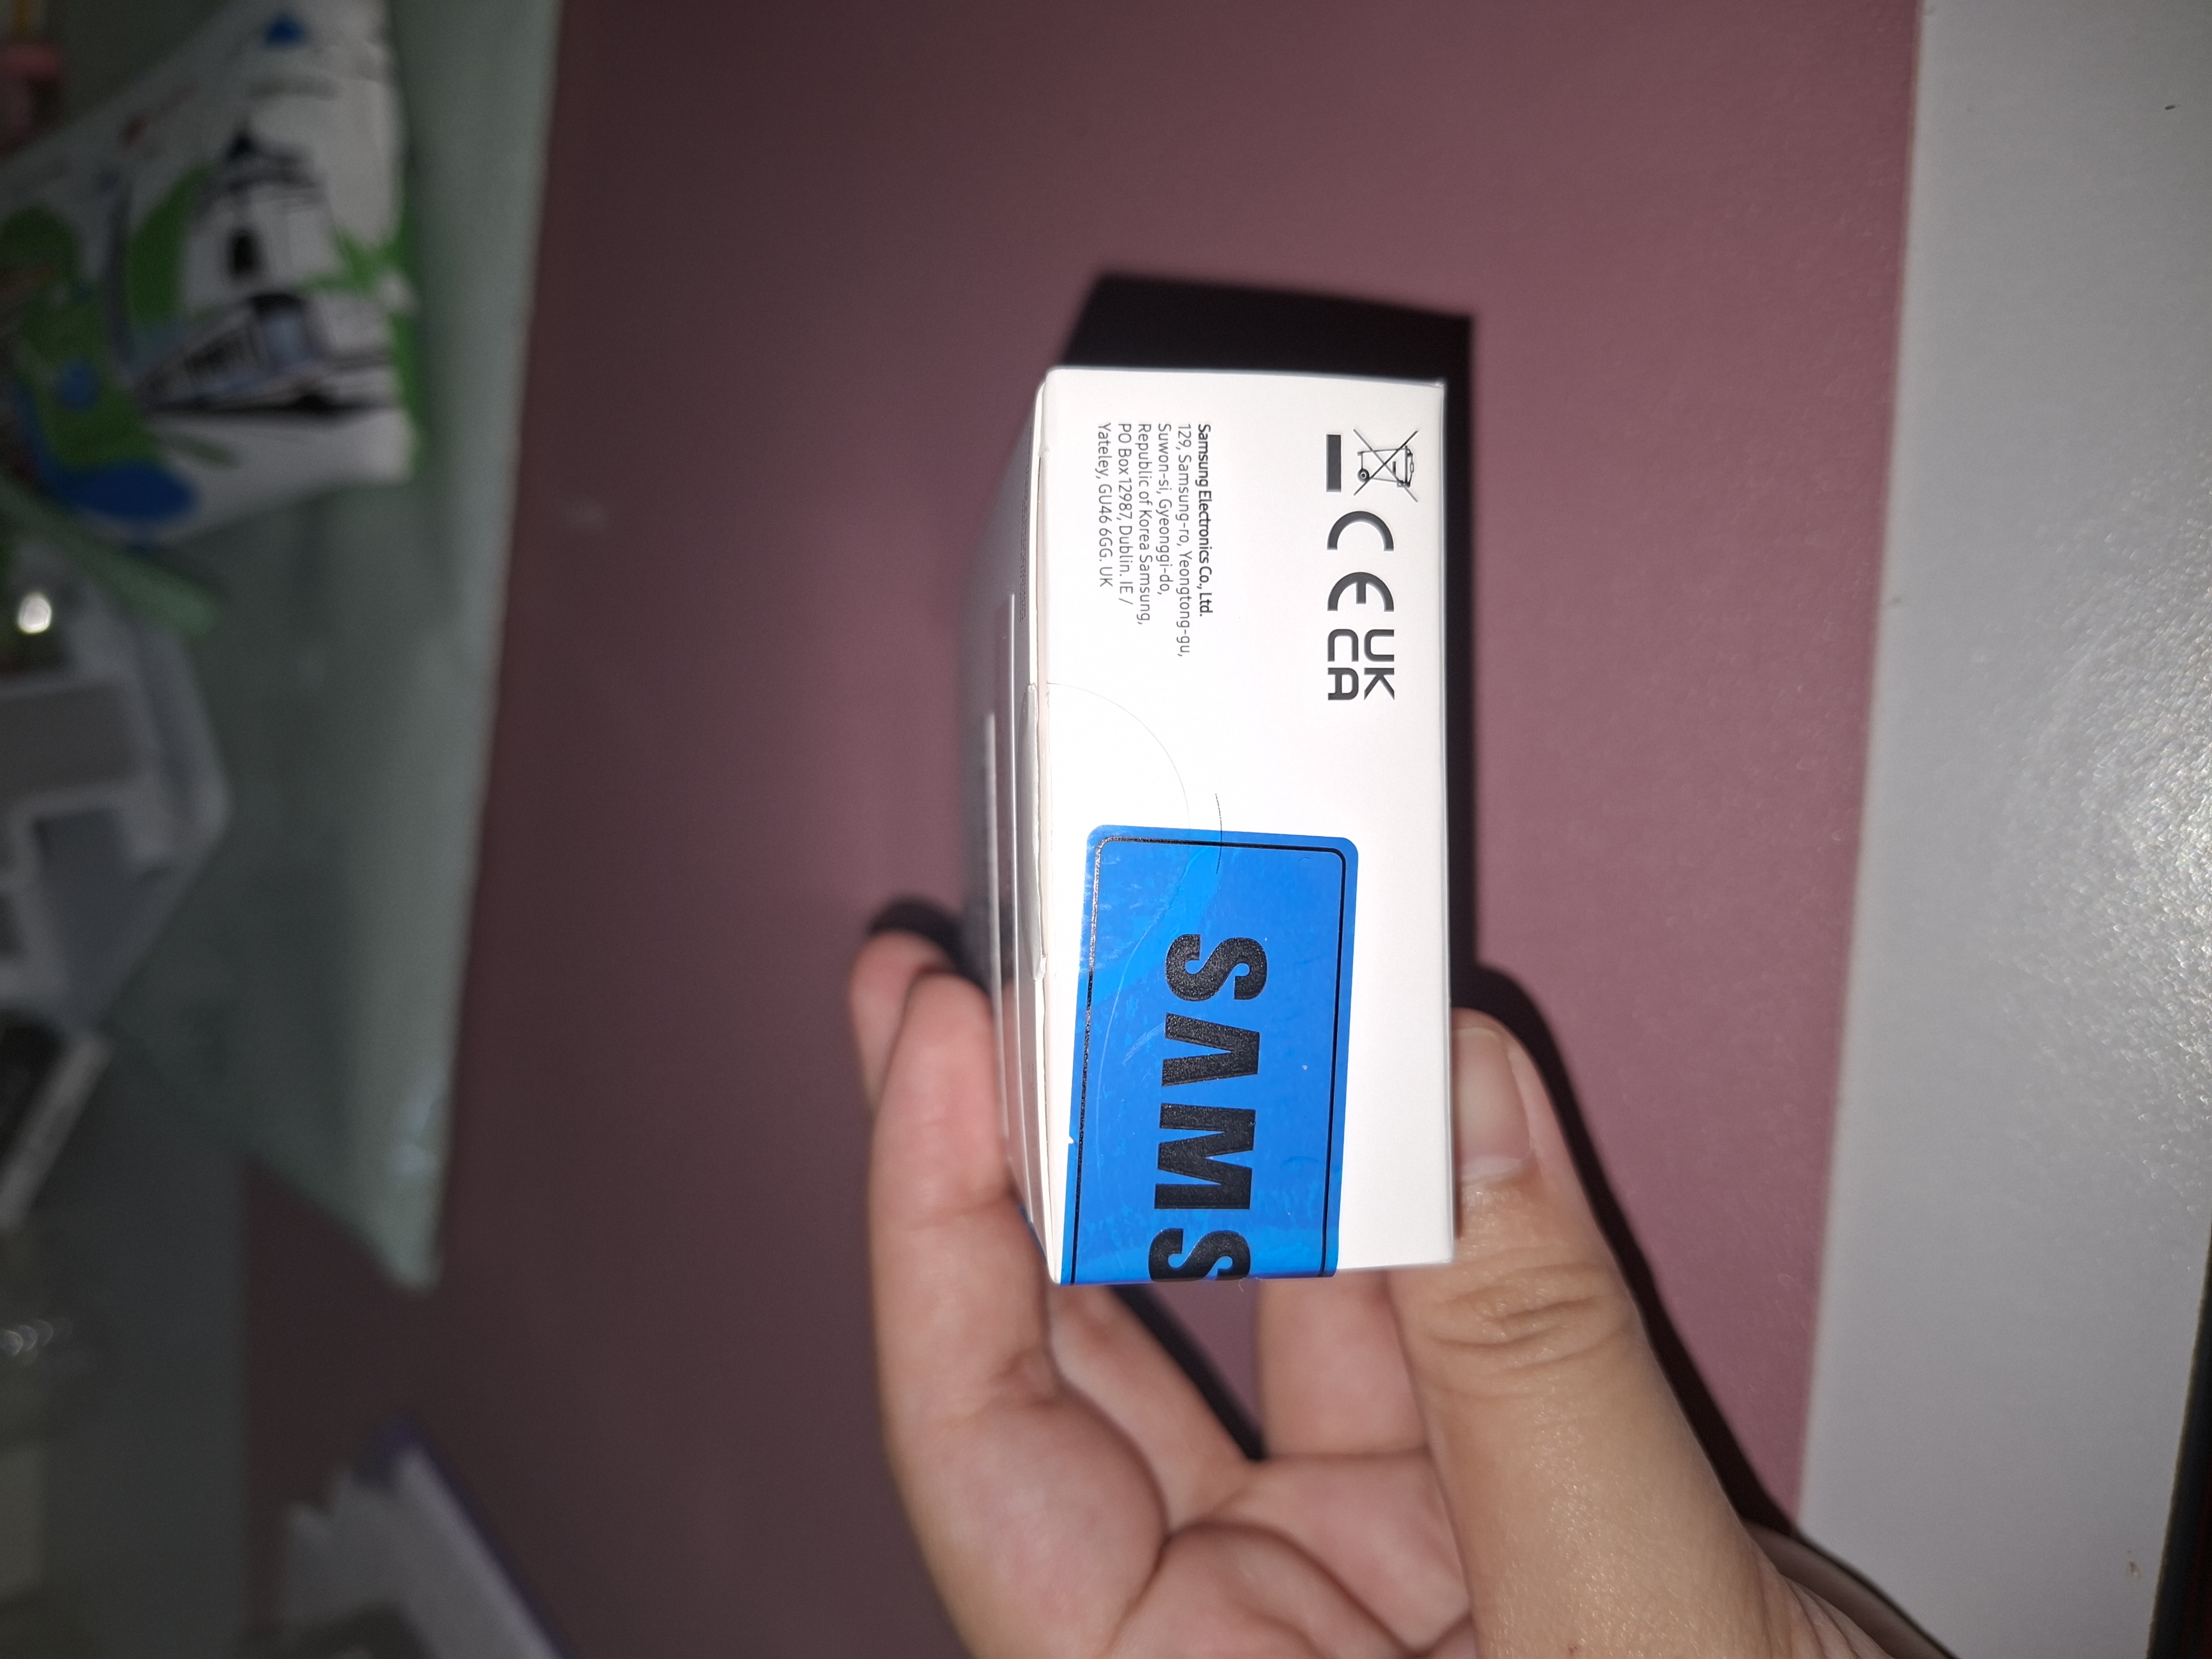 CE UK
CA
Samsung Electronics Co., Ltd.
129, Samsung-ro, Yeongtong-gu,
Suwon-si, Gyeonggi-do,
Republic of Korea Samsung,
PO Box 12987, Dublin. IE /
Yateley, GU46 6GG. UK
SAMS